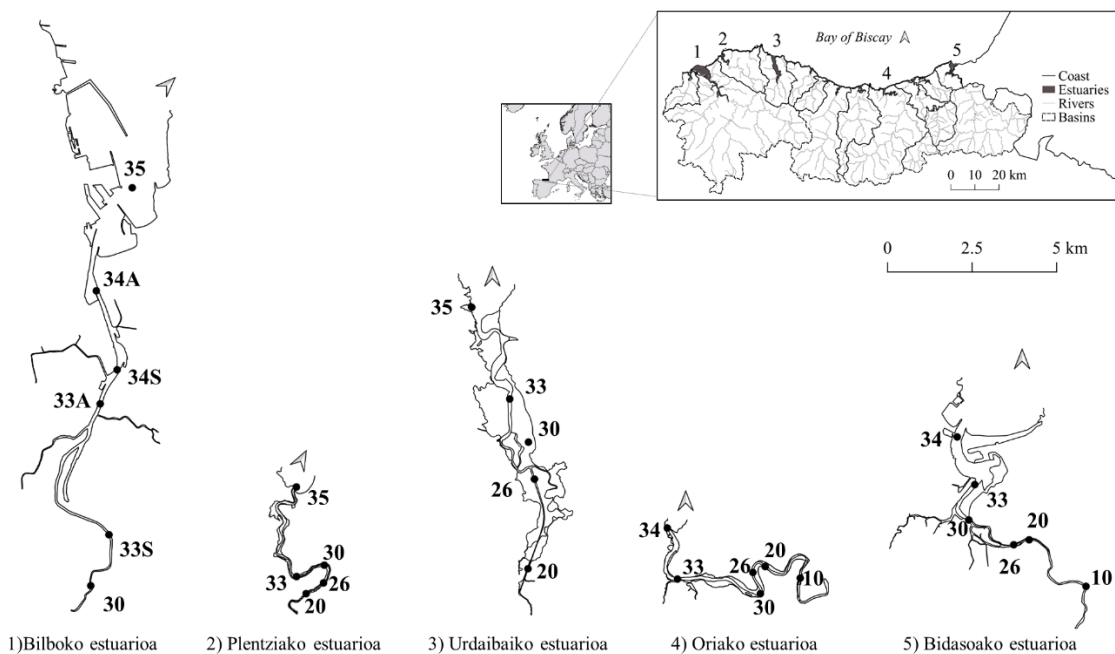 1
2
3
Bay of Biscay
4
5
Coast
Estuaries
Rivers
Basins
0 10 20 km
0 2.5 5 km
35
34A
34S
33A
33S
30
35
30
33
26
20
35
33
30
26
20
34
33
26
20
10
30
34
33
30
20
26
10
1)Bilboko estuarioa
2) Plentziako estuarioa
3) Urdaibaiko estuarioa
4) Oriako estuarioa
5) Bidasoako estuarioa